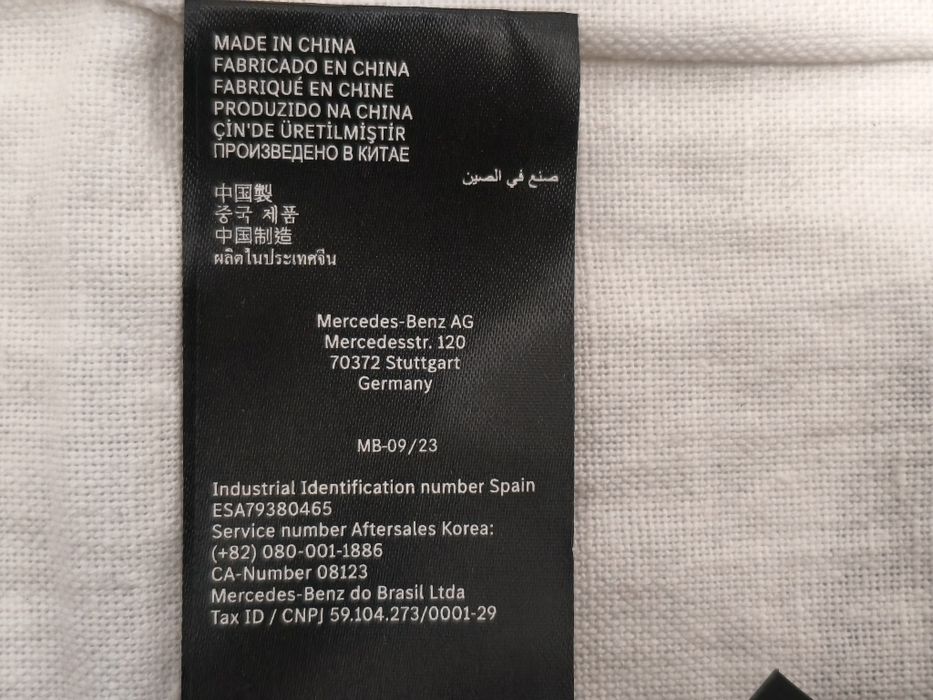 MADE IN CHINA
FABRICADO EN CHINA
FABRIQUÉ EN CHINE
PRODUZIDO NA CHINA
ÇİN'DE ÜRETİLMİŞTİR
ПРОИЗВЕДЕНО В КИТАЕ
صنع في الصين
中国製
중국 제품
中国制造
ผลิตในประเทศจีน
Mercedes-Benz AG
Mercedesstr. 120
70372 Stuttgart
Germany
MB-09/23
Industrial Identification number Spain
ESA79380465
Service number Aftersales Korea:
(+82) 080-001-1886
CA-Number 08123
Mercedes-Benz do Brasil Ltda
Tax ID / CNPJ 59.104.273/0001-29